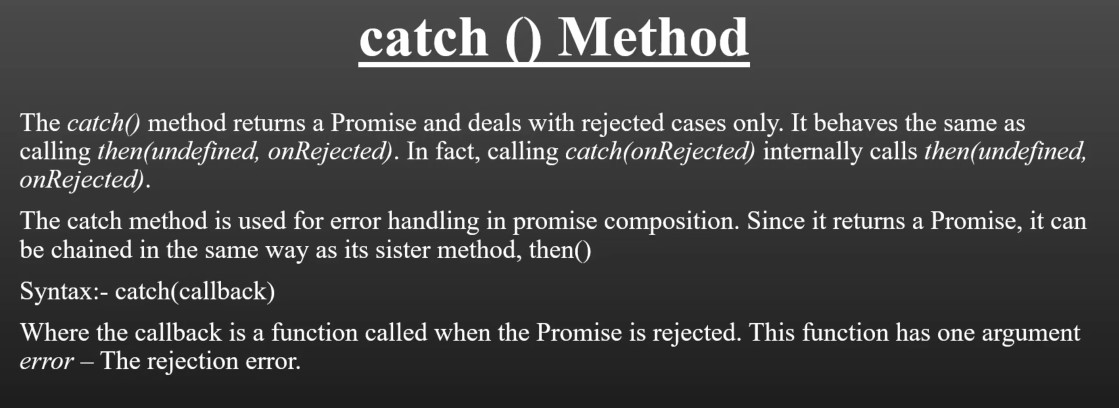 catch () Method
The catch() method returns a Promise and deals with rejected cases only. It behaves the same as
calling then(undefined, onRejected). In fact, calling catch(onRejected) internally calls then(undefined,
onRejected).
The catch method is used for error handling in promise composition. Since it returns a Promise, it can
be chained in the same way as its sister method, then()
Syntax:- catch(callback)
Where the callback is a function called when the Promise is rejected. This function has one argument
error – The rejection error.